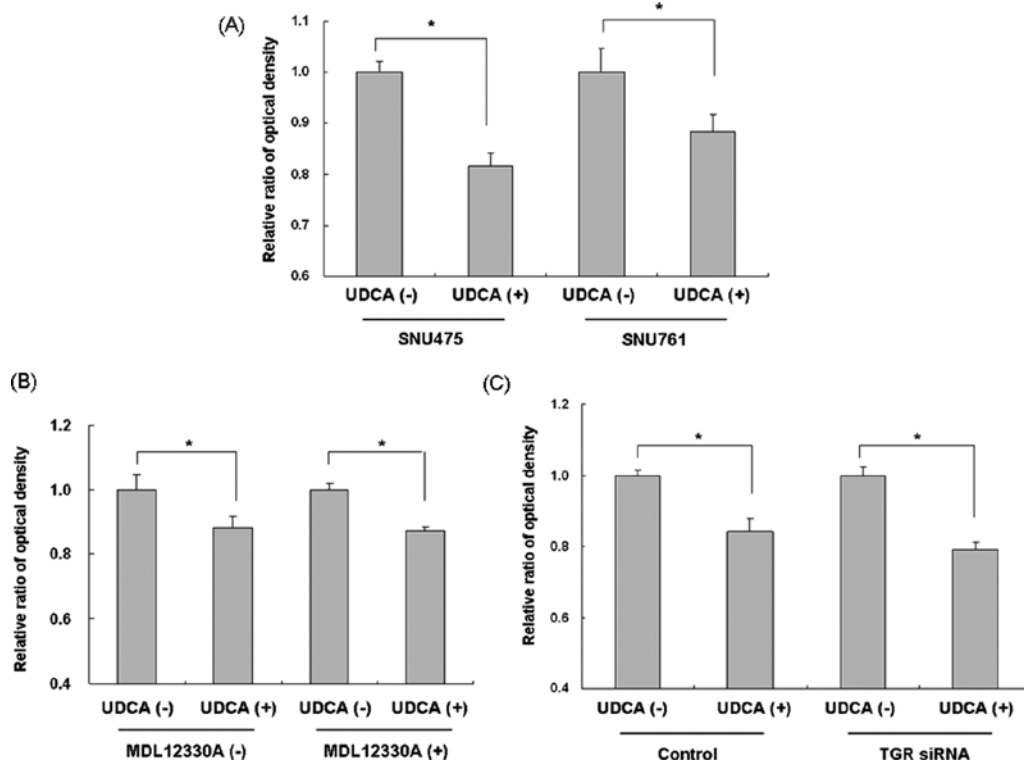 (A)
Relative ratio of optical density
1.1
1.0
0.9
0.8
0.7
0.6
*
*
UDCA (-) UDCA (+) UDCA (-) UDCA (+)
SNU475 SNU761
(B)
Relative ratio of optical density
1.2
1.0
0.8
0.6
0.4
*
*
UDCA (-) UDCA (+) UDCA (-) UDCA (+)
MDL12330A (-) MDL12330A (+)
(C)
Relative ratio of optical density
1.2
1.0
0.8
0.6
0.4
*
*
UDCA (-) UDCA (+) UDCA (-) UDCA (+)
Control TGR siRNA